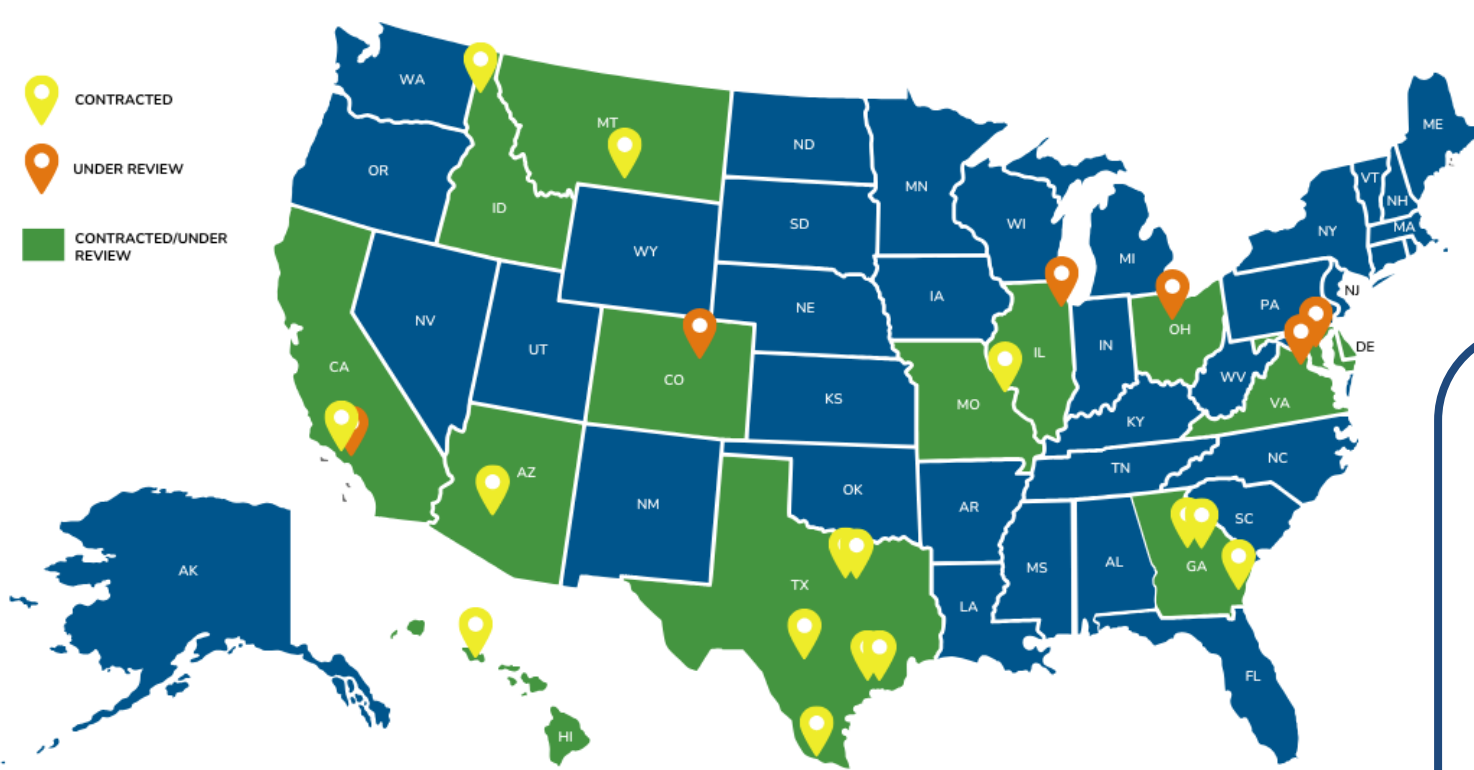 CONTRACTED
UNDER REVIEW
CONTRACTED/UNDER
REVIEW
WA
MT
ND
MN
ME
OR
ID
SD
WI
VT
NH
MA
NY
MI
WY
IA
NE
PA
NJ
NV
UT
IL
IN
OH
DE
CA
CO
KS
MO
WV
VA
KY
AZ
NM
OK
AR
TN
NC
SC
AK
TX
LA
MS
AL
GA
FL
HI